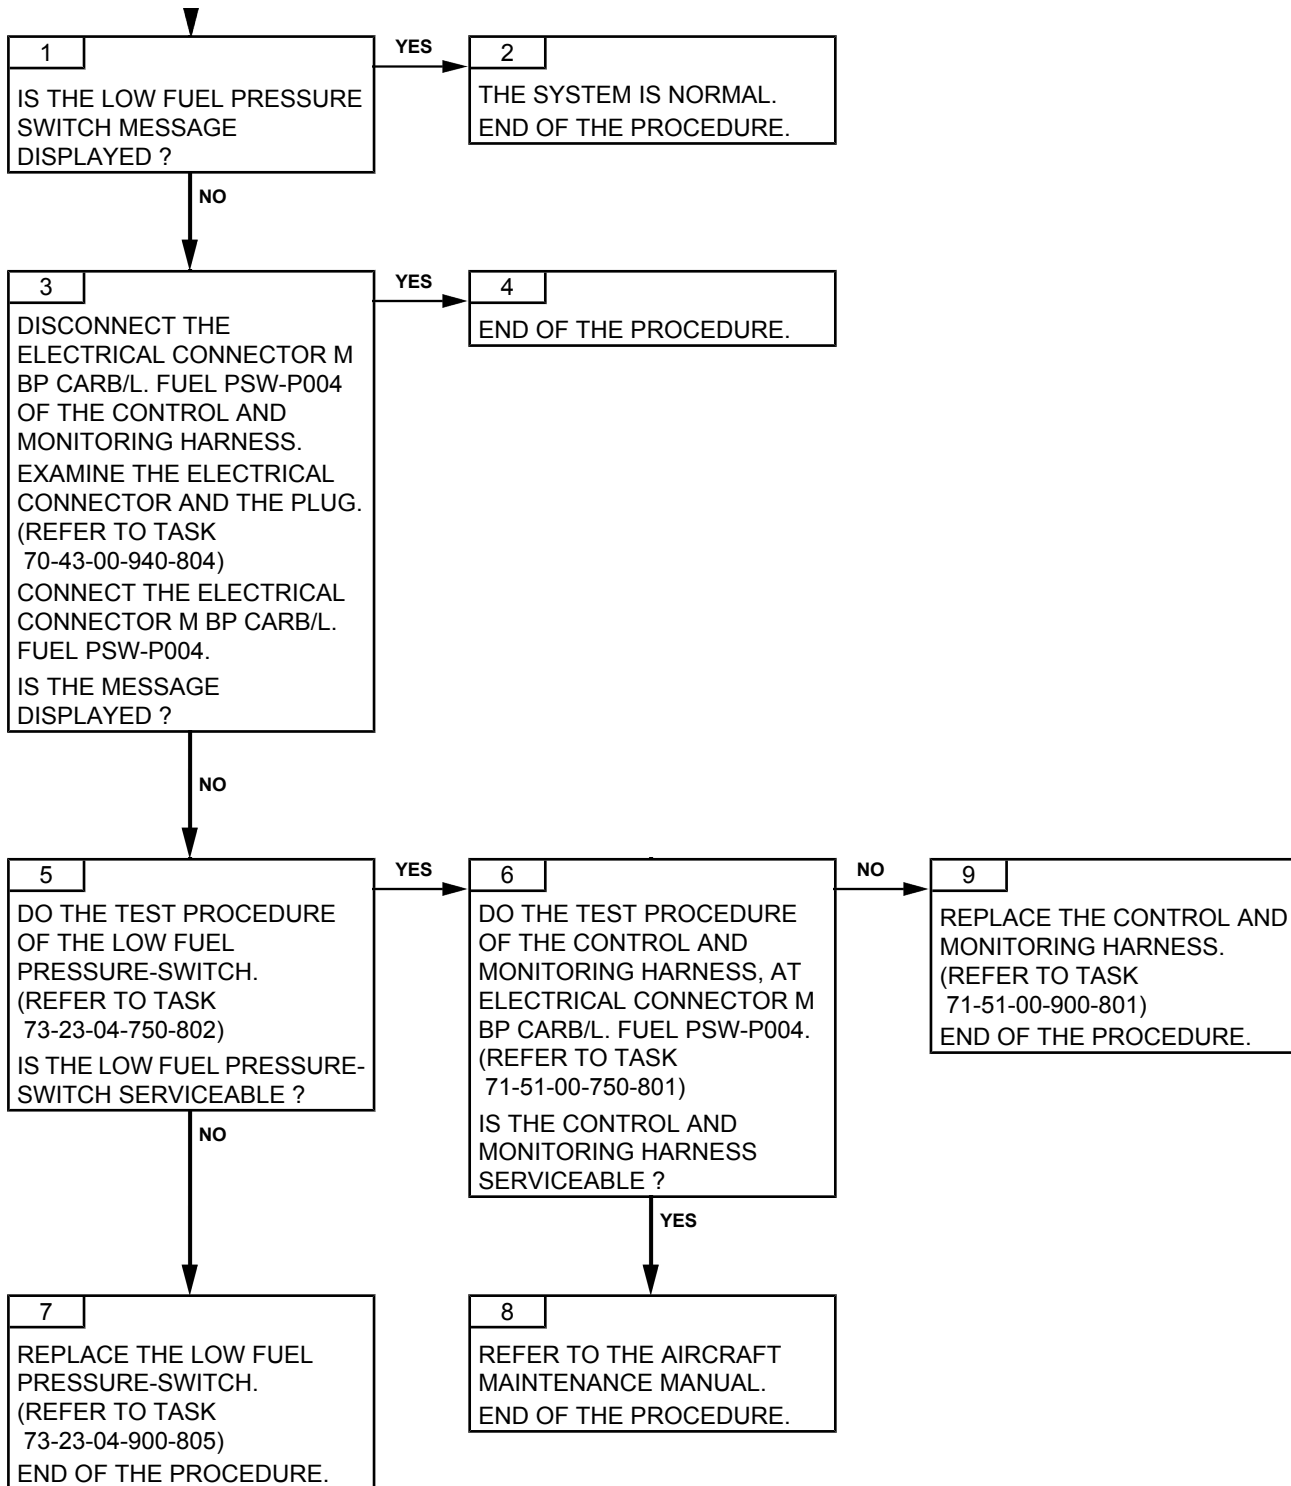 1
IS THE LOW FUEL PRESSURE
SWITCH MESSAGE
DISPLAYED ?
YES
2
THE SYSTEM IS NORMAL.
END OF THE PROCEDURE.
NO
3
DISCONNECT THE
ELECTRICAL CONNECTOR M
BP CARB/L. FUEL PSW-P004
OF THE CONTROL AND
MONITORING HARNESS.
EXAMINE THE ELECTRICAL
CONNECTOR AND THE PLUG.
(REFER TO TASK
70-43-00-940-804)
CONNECT THE ELECTRICAL
CONNECTOR M BP CARB/L.
FUEL PSW-P004.
IS THE MESSAGE
DISPLAYED ?
YES
4
END OF THE PROCEDURE.
NO
5
DO THE TEST PROCEDURE
OF THE LOW FUEL
PRESSURE-SWITCH.
(REFER TO TASK
73-23-04-750-802)
IS THE LOW FUEL PRESSURE-
SWITCH SERVICEABLE ?
YES
6
DO THE TEST PROCEDURE
OF THE CONTROL AND
MONITORING HARNESS, AT
ELECTRICAL CONNECTOR M
BP CARB/L. FUEL PSW-P004.
(REFER TO TASK
71-51-00-750-801)
IS THE CONTROL AND
MONITORING HARNESS
SERVICEABLE ?
NO
9
REPLACE THE CONTROL AND
MONITORING HARNESS.
(REFER TO TASK
71-51-00-900-801)
END OF THE PROCEDURE.
NO
7
REPLACE THE LOW FUEL
PRESSURE-SWITCH.
(REFER TO TASK
73-23-04-900-805)
END OF THE PROCEDURE.
YES
8
REFER TO THE AIRCRAFT
MAINTENANCE MANUAL.
END OF THE PROCEDURE.